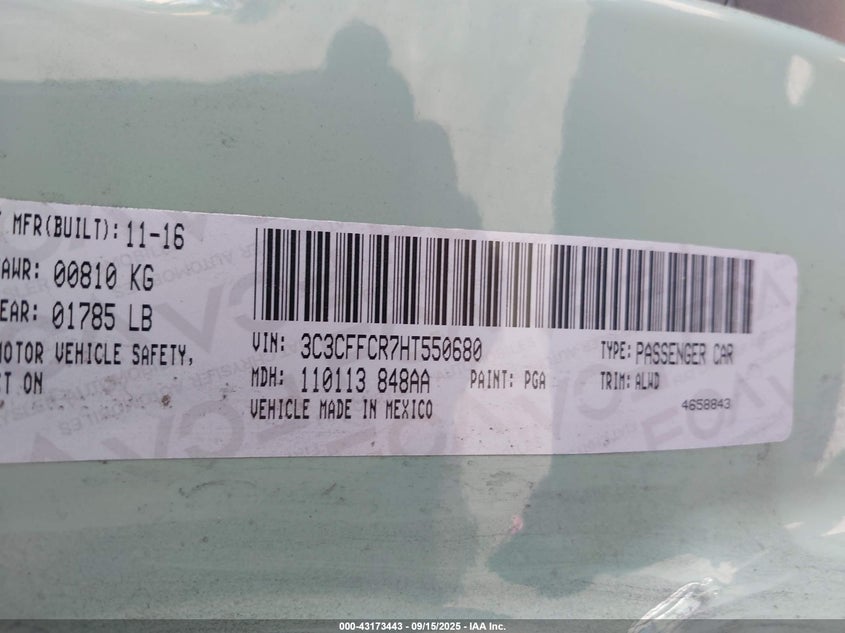 MFR(BUILT): 11-16
AWR: 00810 KG
EAR: 01785 LB
MOTOR VEHICLE SAFETY,
CT ON
VIN: 3C3CFFCR7HT550680
TYPE: PASSENGER CAR
MDH: 110113 848AA
PAINT: PGA
TRIM: ALWD
VEHICLE MADE IN MEXICO
4658843
000-43173443 - 09/15/2025 - IAA Inc.